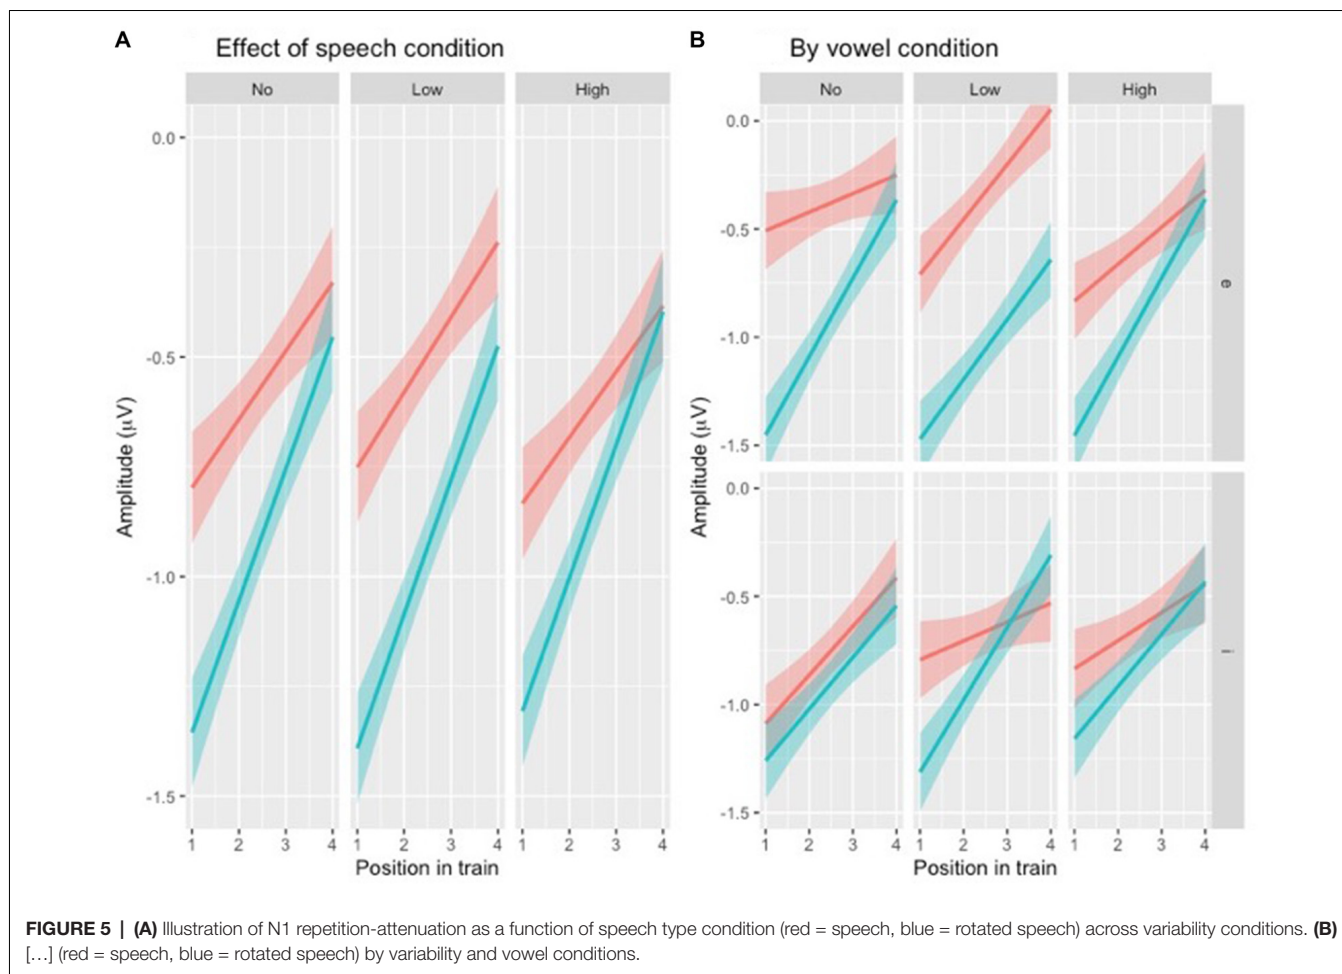 A Effect of speech condition
No Low High
0.0
-0.5
-1.0
-1.5
Amplitude (μV)
1 2 3 4 1 2 3 4 1 2 3 4
Position in train
B By vowel condition
No Low High
0.0
-0.5
-1.0
-1.5
e
0.0
-0.5
-1.0
-1.5
i
Amplitude (μV)
Amplitude (μV)
1 2 3 4 1 2 3 4 1 2 3 4
Position in train
FIGURE 5 | (A) Illustration of N1 repetition-attenuation as a function of speech type condition (red = speech, blue = rotated speech) across variability conditions. (B)
[…] (red = speech, blue = rotated speech) by variability and vowel conditions.